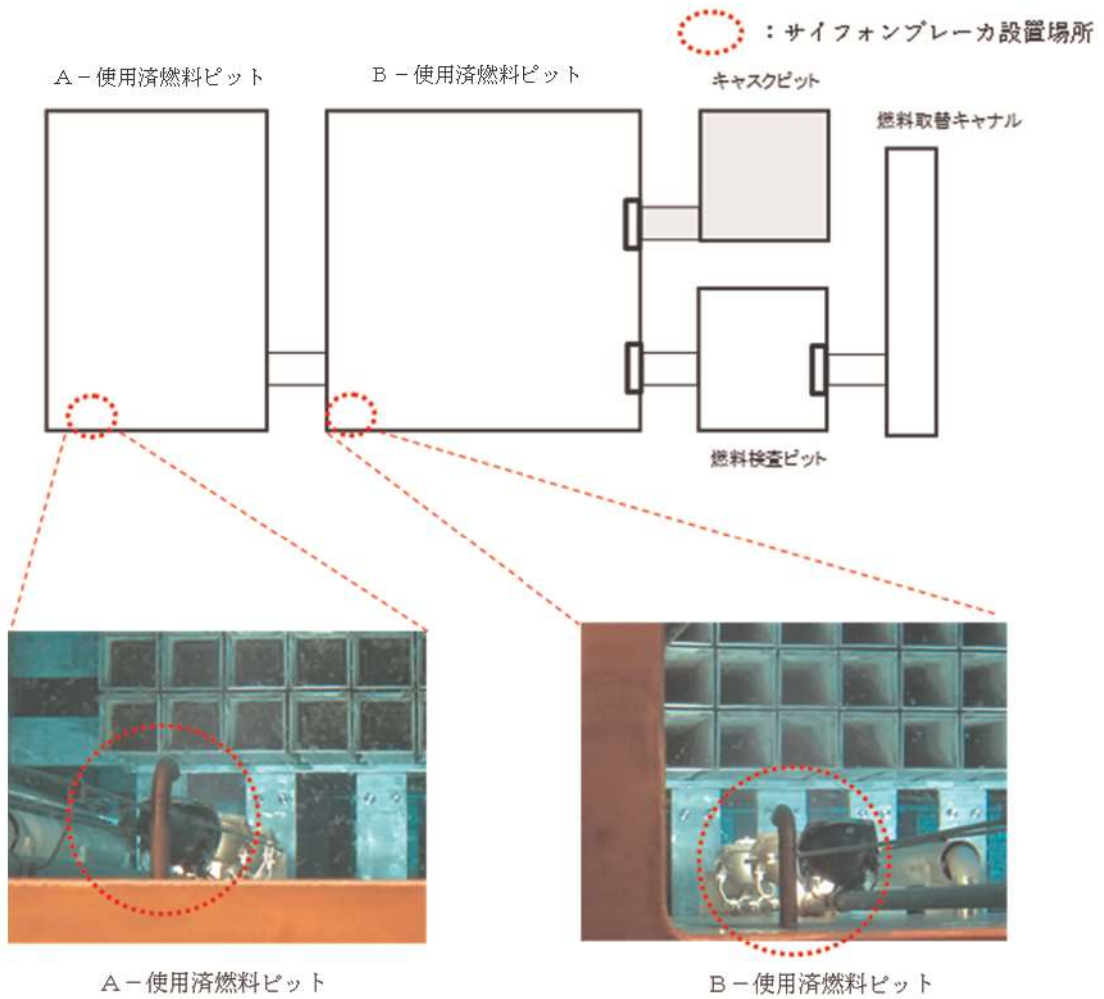 ：サイフォンブレーカ設置場所
Ａ－使用済燃料ピット
Ｂ－使用済燃料ピット
キャスクピット
燃料取替キャナル
燃料検査ピット
Ａ－使用済燃料ピット
Ｂ－使用済燃料ピット